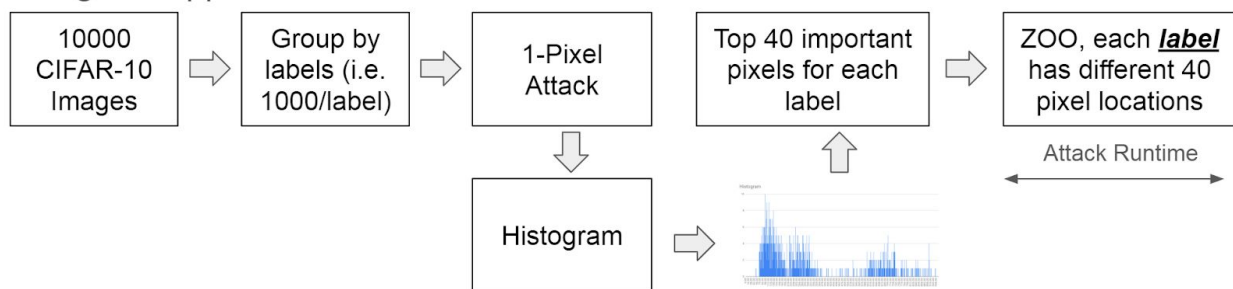 10000
CIFAR-10
Images
Group by
labels (i.e.
1000/label)
1-Pixel
Attack
Top 40 important
pixels for each
label
ZOO, each label
has different 40
pixel locations
Attack Runtime
Histogram
Histogram